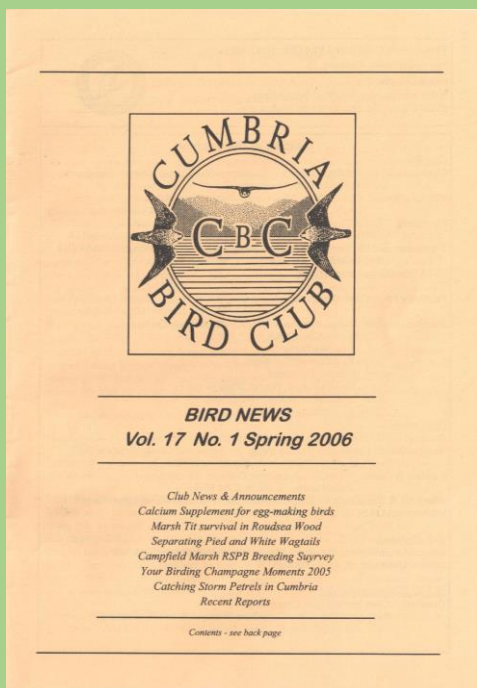 CUMBRIA
CBC
BIRD CLUB
BIRD NEWS
Vol. 17 No. 1 Spring 2006
Club News & Announcements
Calcium Supplement for egg-making birds
Marsh Tit survival in Roudsea Wood
Separating Pied and White Wagtails
Campfield Marsh RSPB Breeding Suyrvey
Your Birding Champagne Moments 2005
Catching Storm Petrels in Cumbria
Recent Reports
Contents - see back page